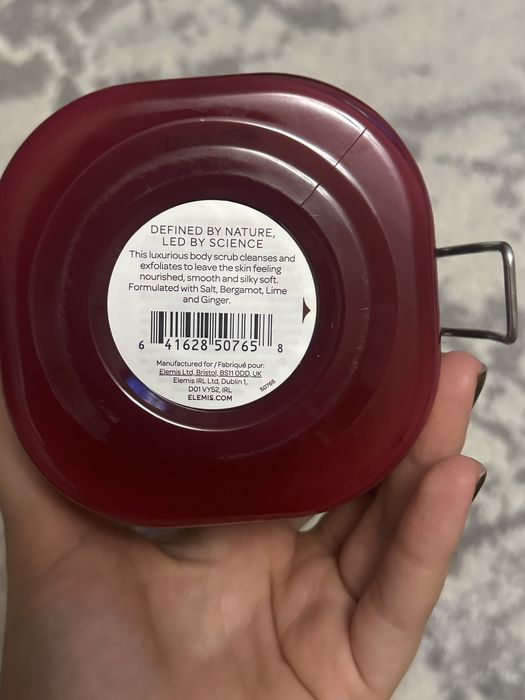 DEFINED BY NATURE,
LED BY SCIENCE
This luxurious body scrub cleanses and
exfoliates to leave the skin feeling
nourished, smooth and silky soft.
Formulated with Salt, Bergamot, Lime
and Ginger.
6 41628 50765 8
Manufactured for / Fabriqué pour:
Elemis Ltd, Bristol, BS11 0DD, UK
Elemis IRL Ltd, Dublin 1,
D01 VY52, IRL
ELEMIS.COM
50765